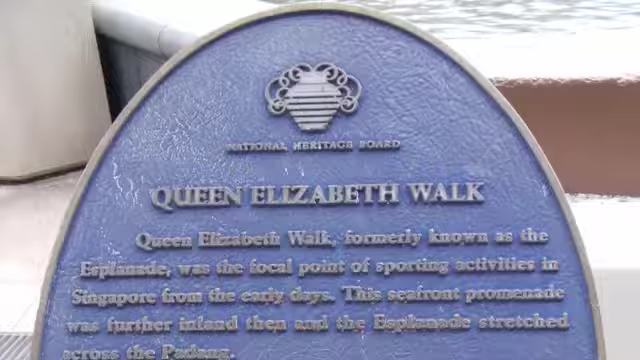 NATIONAL HERITAGE BOARD
QUEEN ELIZABETH WALK
Queen Elizabeth Walk, formerly known as the
Esplanade, was the focal point of sporting activities in
Singapore from the early days. This seafront promenade
was further inland then and the Esplanade stretched
across the Padang.